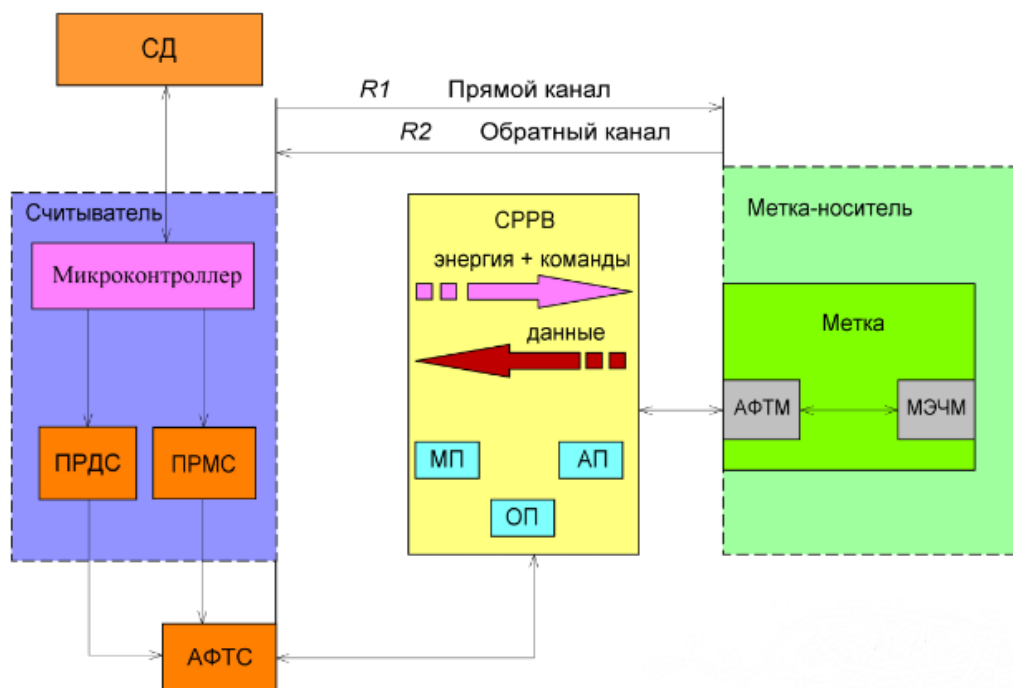 СД
R1 Прямой канал
R2 Обратный канал
Считыватель
Микроконтроллер
ПРДС
ПРМС
АФТС
СРРВ
энергия + команды
данные
МП
АП
ОП
Метка-носитель
Метка
АФТМ
МЭЧМ